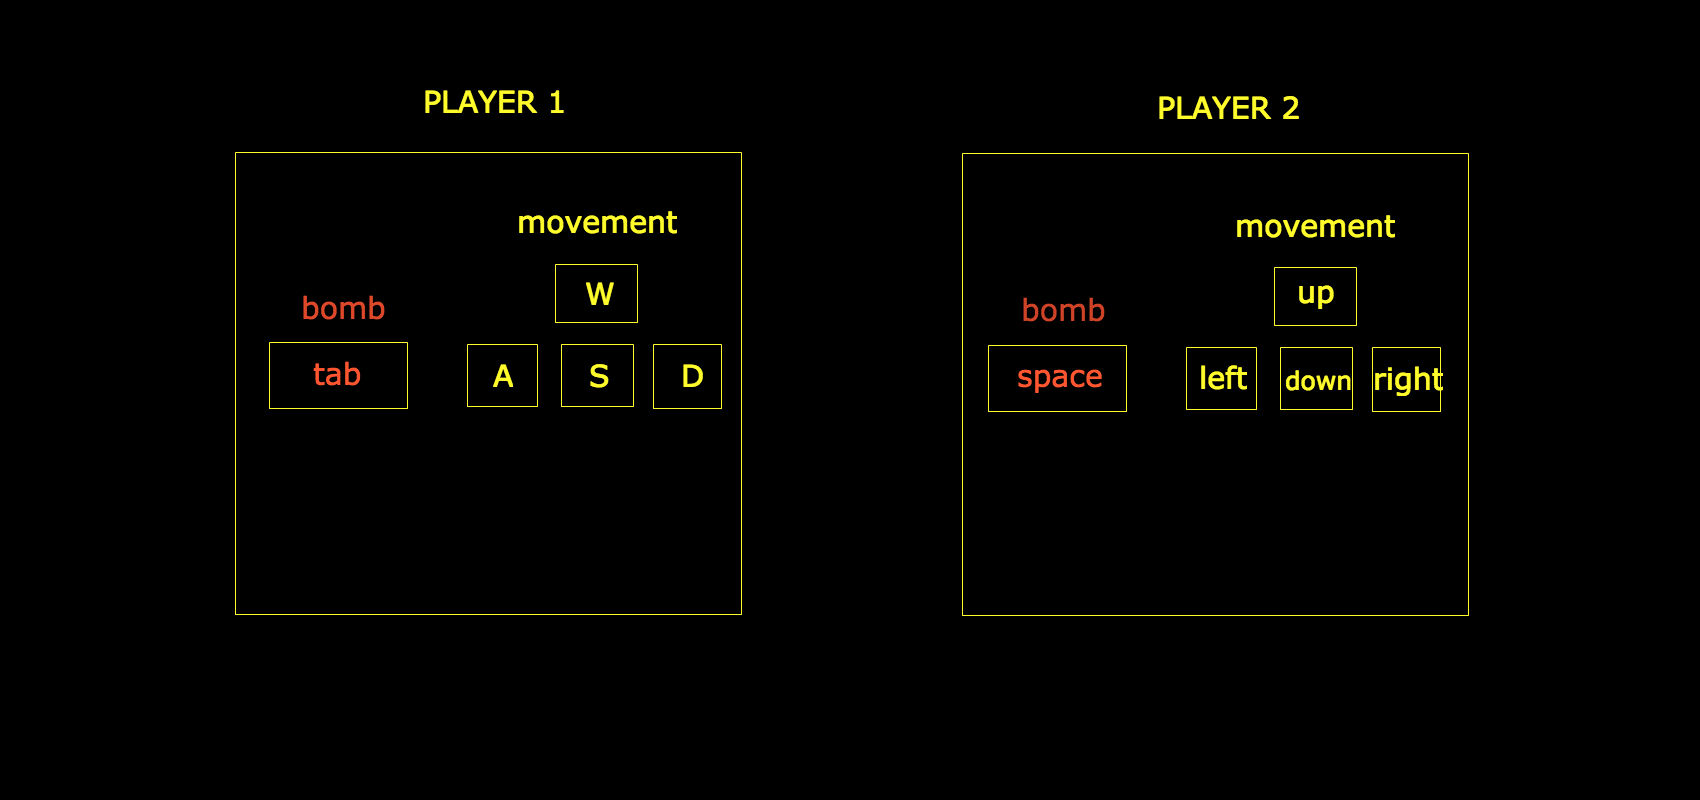 PLAYER 1
movement
W
bomb
tab
A
S
D
PLAYER 2
movement
up
bomb
space
left
down
right